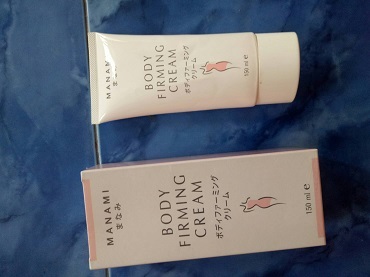 MANAMI
まなみ
BODY
FIRMING
CREAM
ボディファーミング
クリーム
150 ml e
MANAMI
まなみ
BODY
FIRMING
CREAM
ボディファーミング
クリーム
150 ml e